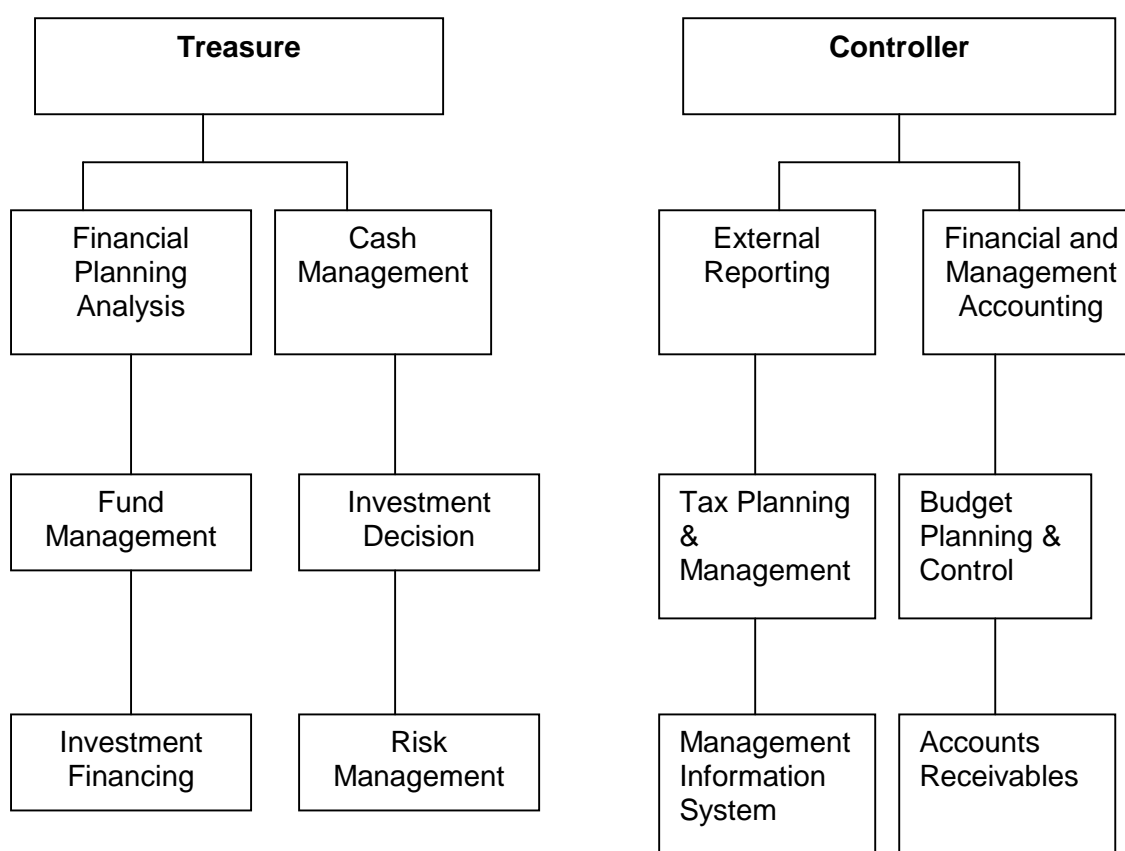 Treasure
Controller
Financial
Planning
Analysis
Cash
Management
External
Reporting
Financial and
Management
Accounting
Fund
Management
Investment
Decision
Tax Planning
&
Management
Budget
Planning &
Control
Investment
Financing
Risk
Management
Management
Information
System
Accounts
Receivables